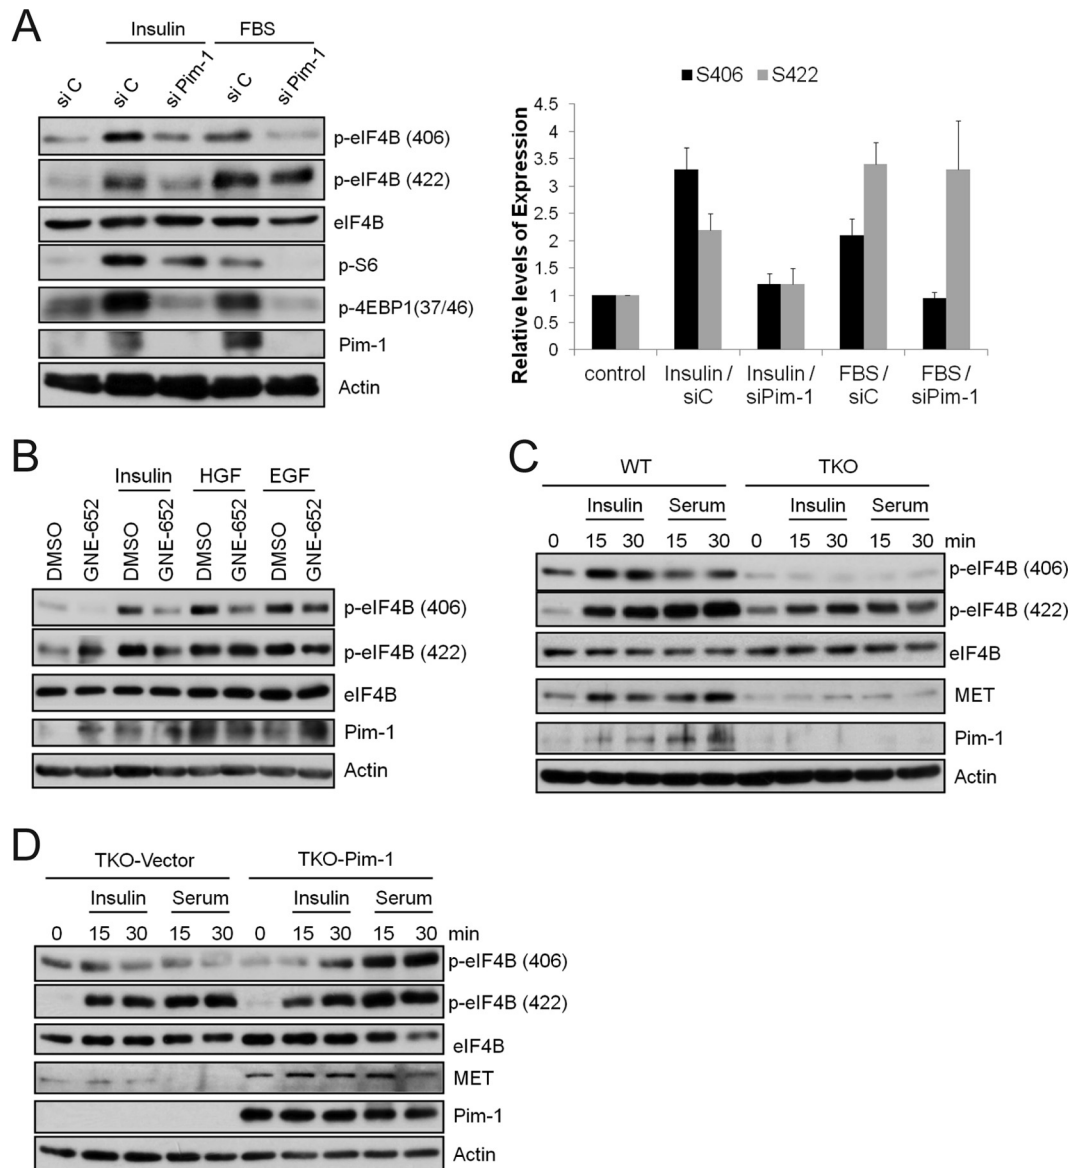 A
Insulin FBS
si C si C si Pim-1 si C si Pim-1
p-eIF4B (406)
p-eIF4B (422)
eIF4B
p-S6
p-4EBP1(37/46)
Pim-1
Actin
S406 S422
Relative levels of Expression
4.5
4
3.5
3
2.5
2
1.5
1
0.5
0
control Insulin / siC Insulin / siPim-1 FBS / siC FBS / siPim-1
B
Insulin HGF EGF
DMSO GNE-652 DMSO GNE-652 DMSO GNE-652 DMSO GNE-652
p-eIF4B (406)
p-eIF4B (422)
eIF4B
Pim-1
Actin
C
WT TKO
Insulin Serum Insulin Serum
0 15 30 15 30 0 15 30 15 30 min
p-eIF4B (406)
p-eIF4B (422)
eIF4B
MET
Pim-1
Actin
D
TKO-Vector TKO-Pim-1
Insulin Serum Insulin Serum
0 15 30 15 30 0 15 30 15 30 min
p-eIF4B (406)
p-eIF4B (422)
eIF4B
MET
Pim-1
Actin